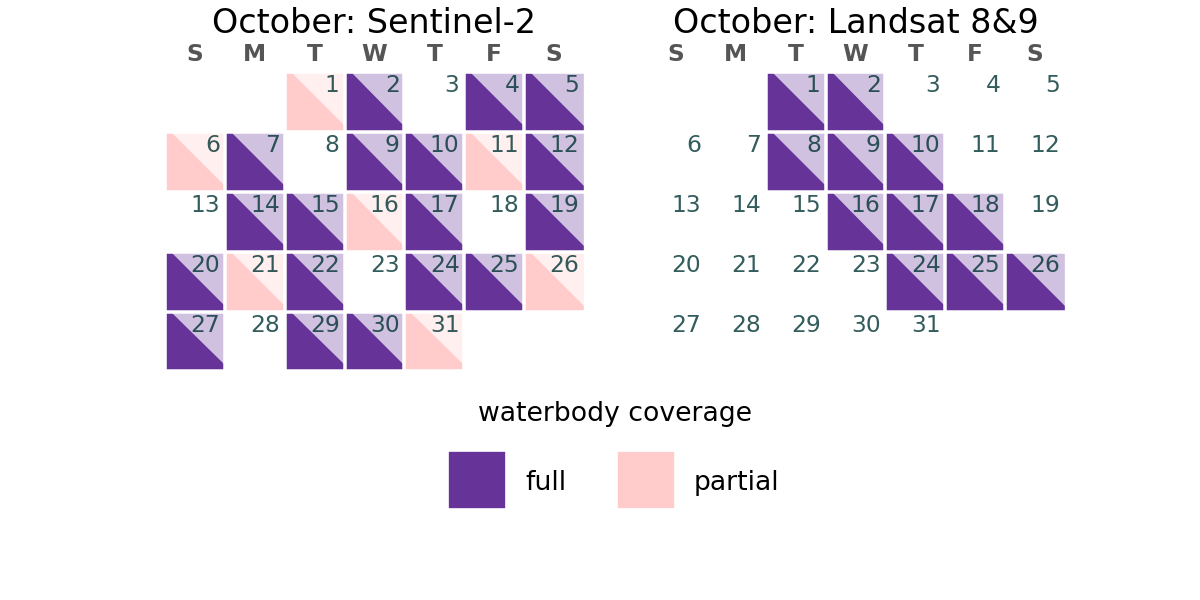 October: Sentinel-2
S M T W T F S
1 2 3 4 5
6 7 8 9 10 11 12
13 14 15 16 17 18 19
20 21 22 23 24 25 26
27 28 29 30 31
October: Landsat 8&9
S M T W T F S
1 2 3 4 5
6 7 8 9 10 11 12
13 14 15 16 17 18 19
20 21 22 23 24 25 26
27 28 29 30 31
waterbody coverage
full partial